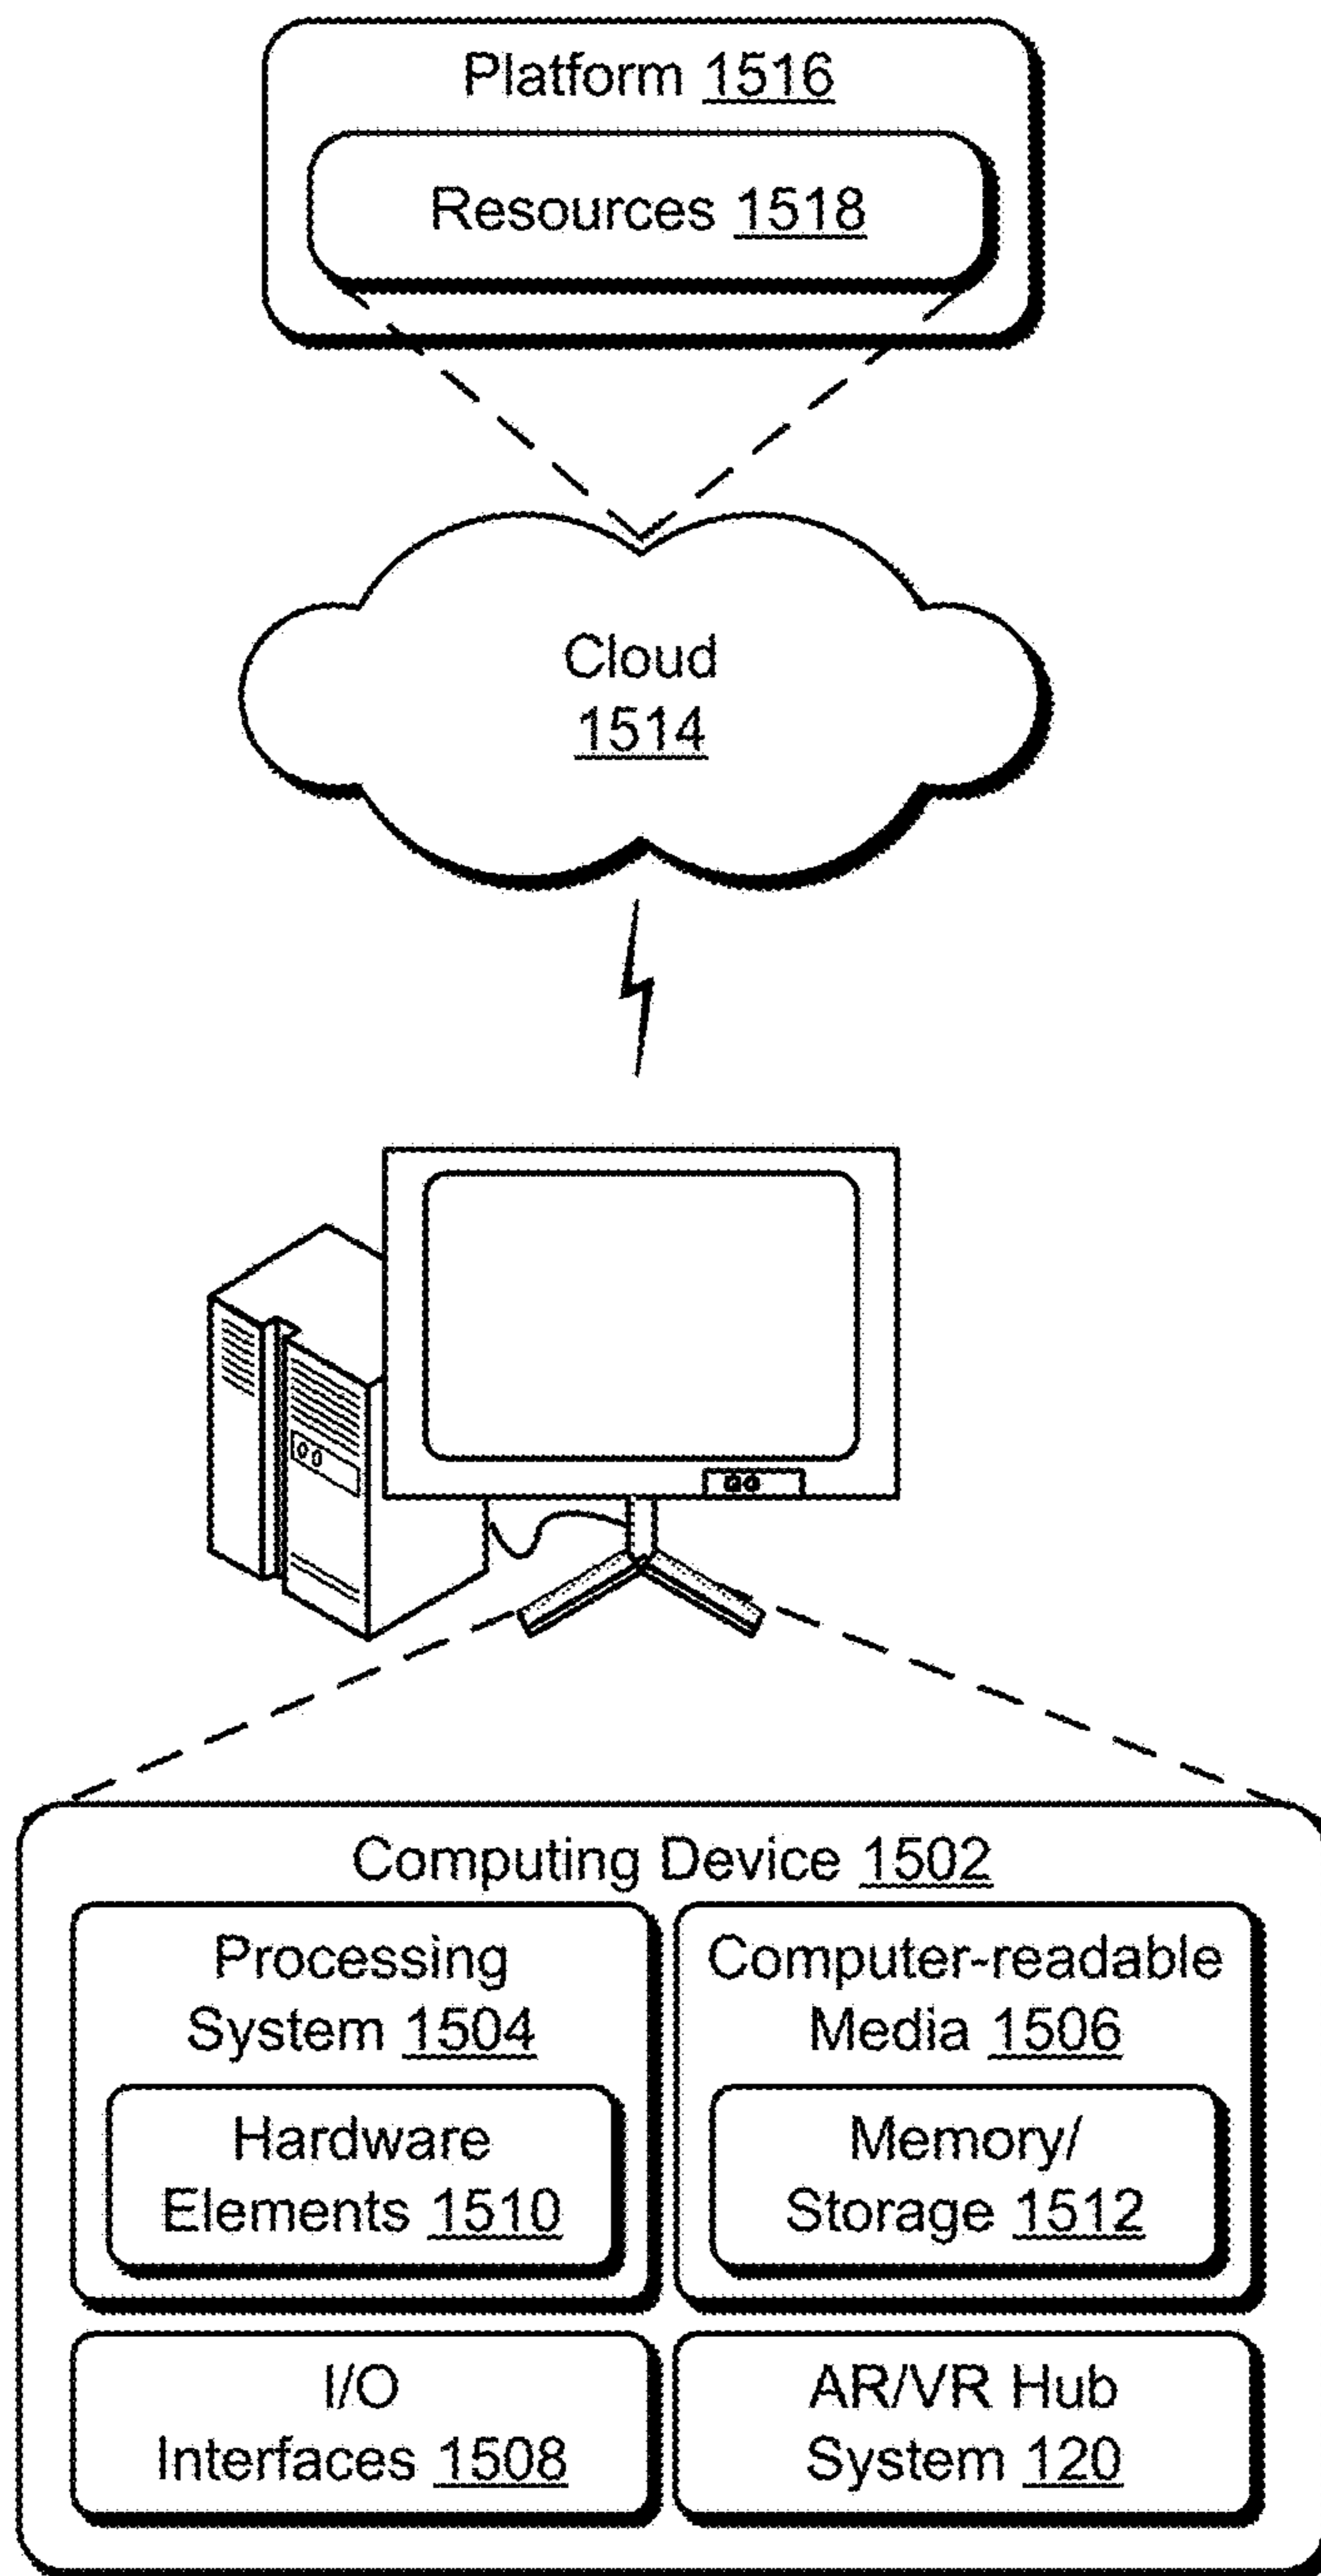 Platform 1516
Resources 1518
Cloud
1514
Computing Device 1502
Processing
System 1504
Hardware
Elements 1510
Computer-readable
Media 1506
Memory/
Storage 1512
I/O
Interfaces 1508
AR/VR Hub
System 120